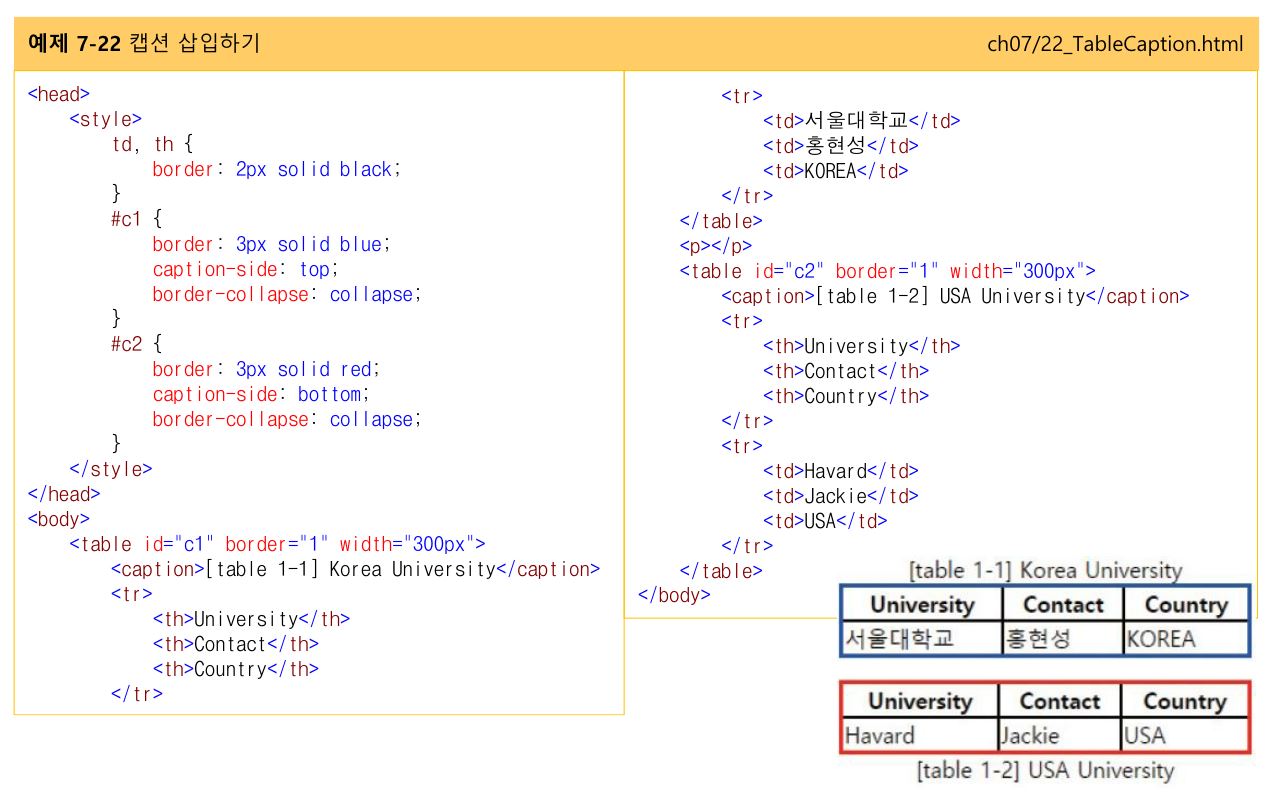 예제 7-22 캡션 삽입하기
ch07/22_TableCaption.html
<head>
    <style>
        td, th {
            border: 2px solid black;
        }
        #c1 {
            border: 3px solid blue;
            caption-side: top;
            border-collapse: collapse;
        }
        #c2 {
            border: 3px solid red;
            caption-side: bottom;
            border-collapse: collapse;
        }
    </style>
</head>
<body>
    <table id="c1" border="1" width="300px">
        <caption>[table 1-1] Korea University</caption>
        <tr>
            <th>University</th>
            <th>Contact</th>
            <th>Country</th>
        </tr>
        <tr>
            <td>서울대학교</td>
            <td>홍현성</td>
            <td>KOREA</td>
        </tr>
    </table>
    <p></p>
    <table id="c2" border="1" width="300px">
        <caption>[table 1-2] USA University</caption>
        <tr>
            <th>University</th>
            <th>Contact</th>
            <th>Country</th>
        </tr>
        <tr>
            <td>Havard</td>
            <td>Jackie</td>
            <td>USA</td>
        </tr>
    </table>
</body>
[table 1-1] Korea University
University Contact Country
서울대학교 홍현성 KOREA
University Contact Country
Havard Jackie USA
[table 1-2] USA University